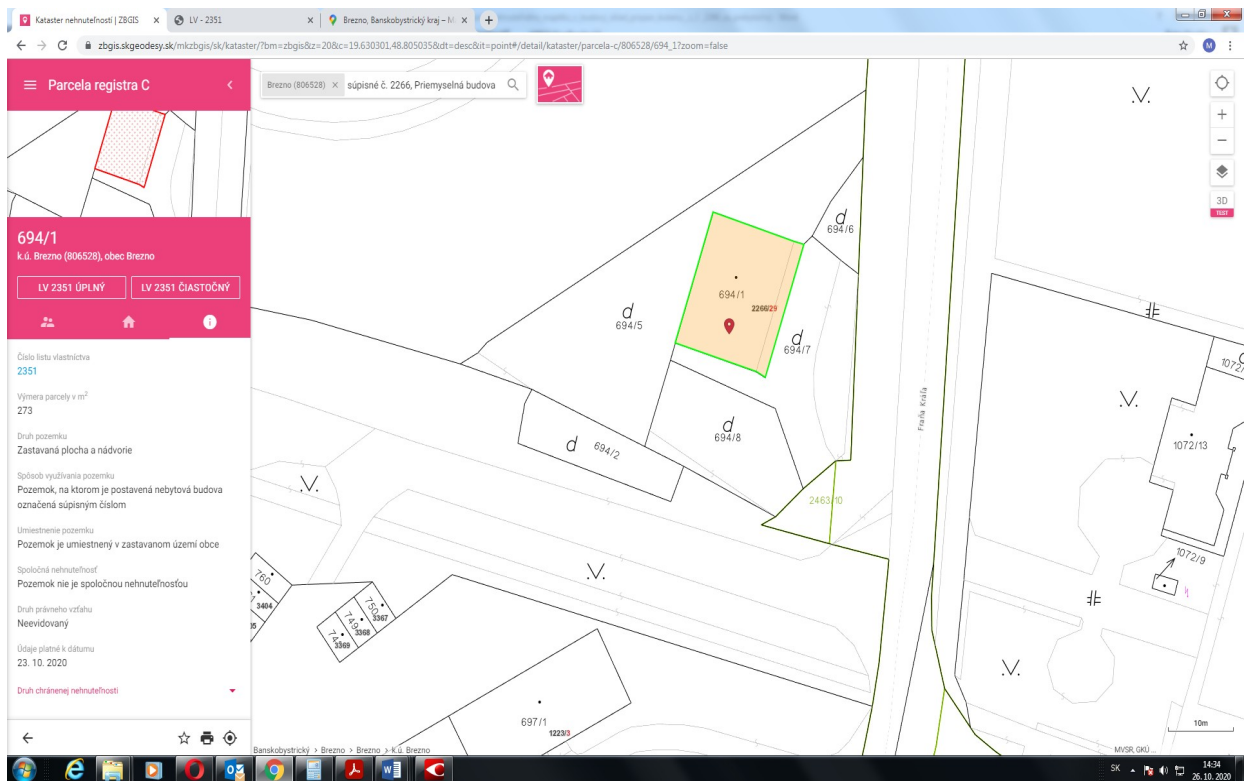 Kataster nehnuteľností | ZBGIS
LV - 2351
Brezno, Banskobystrický kraj – M
zbgis.skgeodesy.sk/mkzbgis/sk/kataster/?bm=zbgis&z=20&c=19.630301,48.805035&dt=desc&it=point#/detail/kataster/parcela-c/806528/694_1?zoom=false
M
Parcela registra C
Brezno (806528)
súpisné č. 2266, Priemyselná budova
694/1
k.ú. Brezno (806528), obec Brezno
LV 2351 ÚPLNÝ
LV 2351 ČIASTOČNÝ
Číslo listu vlastníctva
2351
Výmera parcely v m²
273
Druh pozemku
Zastavaná plocha a nádvorie
Spôsob využívania pozemku
Pozemok, na ktorom je postavená nebytová budova
označená súpisným číslom
Umiestnenie pozemku
Pozemok je umiestnený v zastavanom území obce
Spoločná nehnuteľnosť
Pozemok nie je spoločnou nehnuteľnosťou
Druh právneho vzťahu
Neevidovaný
Údaje platné k dátumu
23. 10. 2020
Druh chránenej nehnuteľnosti
3D
TEST
d
694/6
694/1
2266/29
d
694/5
d
694/7
d
694/8
d 694/2
2463/10
Fraňa Kráľa
1072/13
1072/9
760
3404
750
3367
749
3368
3369
697/1
1223/3
10m
Banskobystrický > Brezno > Brezno > k.ú. Brezno
MVSR, GKÚ ...
SK
14:34
26. 10. 2020